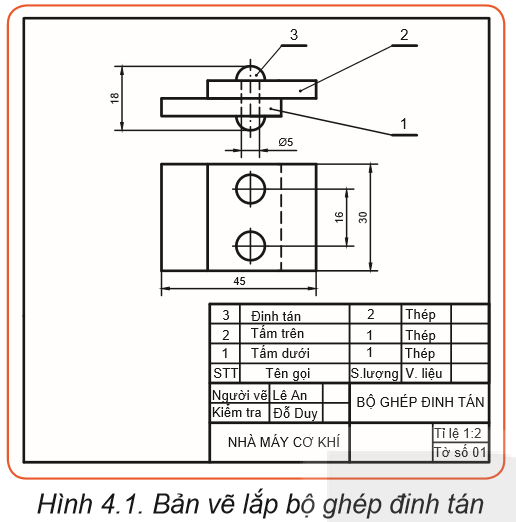 3 2
18
1
Ø5
16
30
45
3 Đinh tán 2 Thép
2 Tấm trên 1 Thép
1 Tấm dưới 1 Thép
STT Tên gọi S.lượng V. liệu
Người vẽ Lê An
BỘ GHÉP ĐINH TÁN
Kiểm tra Đỗ Duy
NHÀ MÁY CƠ KHÍ
Tỉ lệ 1:2
Tờ số 01
Hình 4.1. Bản vẽ lắp bộ ghép đinh tán